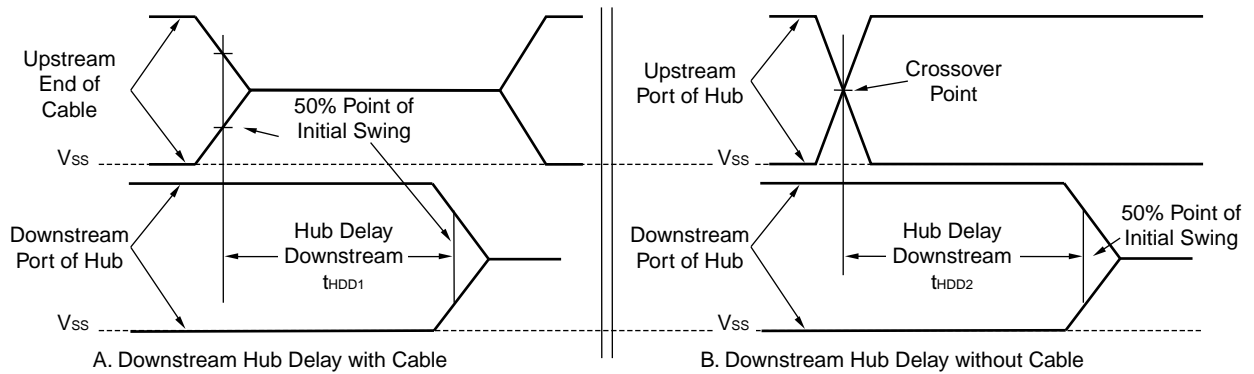 Upstream
End of
Cable
50% Point of
Initial Swing
VSS
Downstream
Port of Hub
Hub Delay
Downstream
tHDD1
VSS
A. Downstream Hub Delay with Cable
Upstream
Port of Hub
Crossover
Point
VSS
Downstream
Port of Hub
Hub Delay
Downstream
tHDD2
50% Point of
Initial Swing
VSS
B. Downstream Hub Delay without Cable